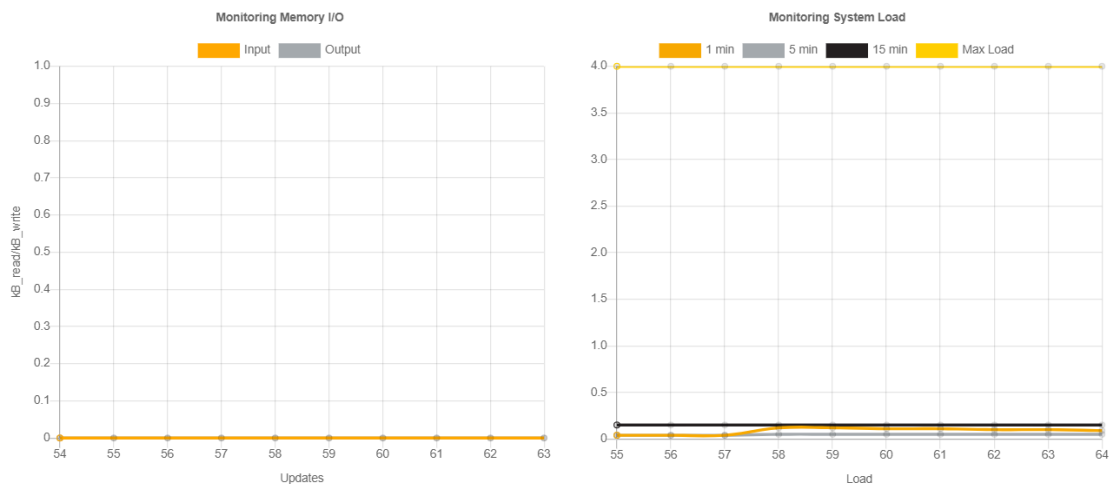 Monitoring Memory I/O
Input Output
1.0
0.9
0.8
0.7
0.6
0.5
0.4
0.3
0.2
0.1
0
kB_read/kB_write
54 55 56 57 58 59 60 61 62 63
Updates
Monitoring System Load
1 min 5 min 15 min Max Load
4.0
3.5
3.0
2.5
2.0
1.5
1.0
0.5
0
55 56 57 58 59 60 61 62 63 64
Load